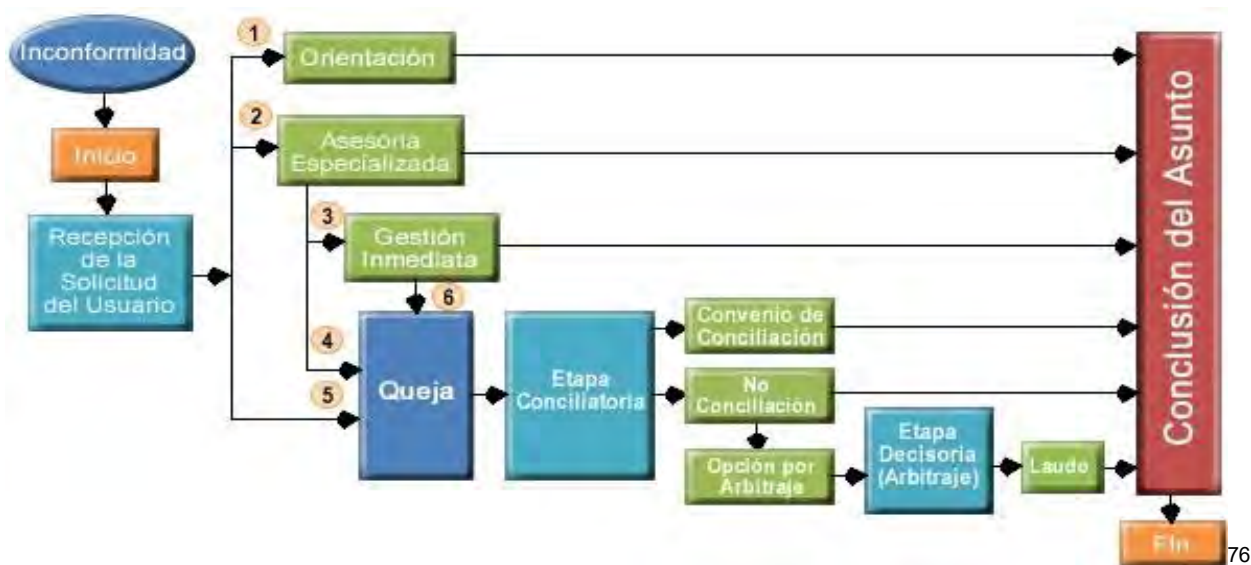 Inconformidad
Inicio
Recepción
de la
Solicitud
del Usuario
1
Orientación
2
Asesoría
Especializada
3
Gestión
Inmediata
6
4
5
Queja
Etapa
Conciliatoria
Convenio de
Conciliación
No
Conciliación
Opción por
Arbitraje
Etapa
Decisoria
(Arbitraje)
Laudo
Conclusión del Asunto
Fin
76